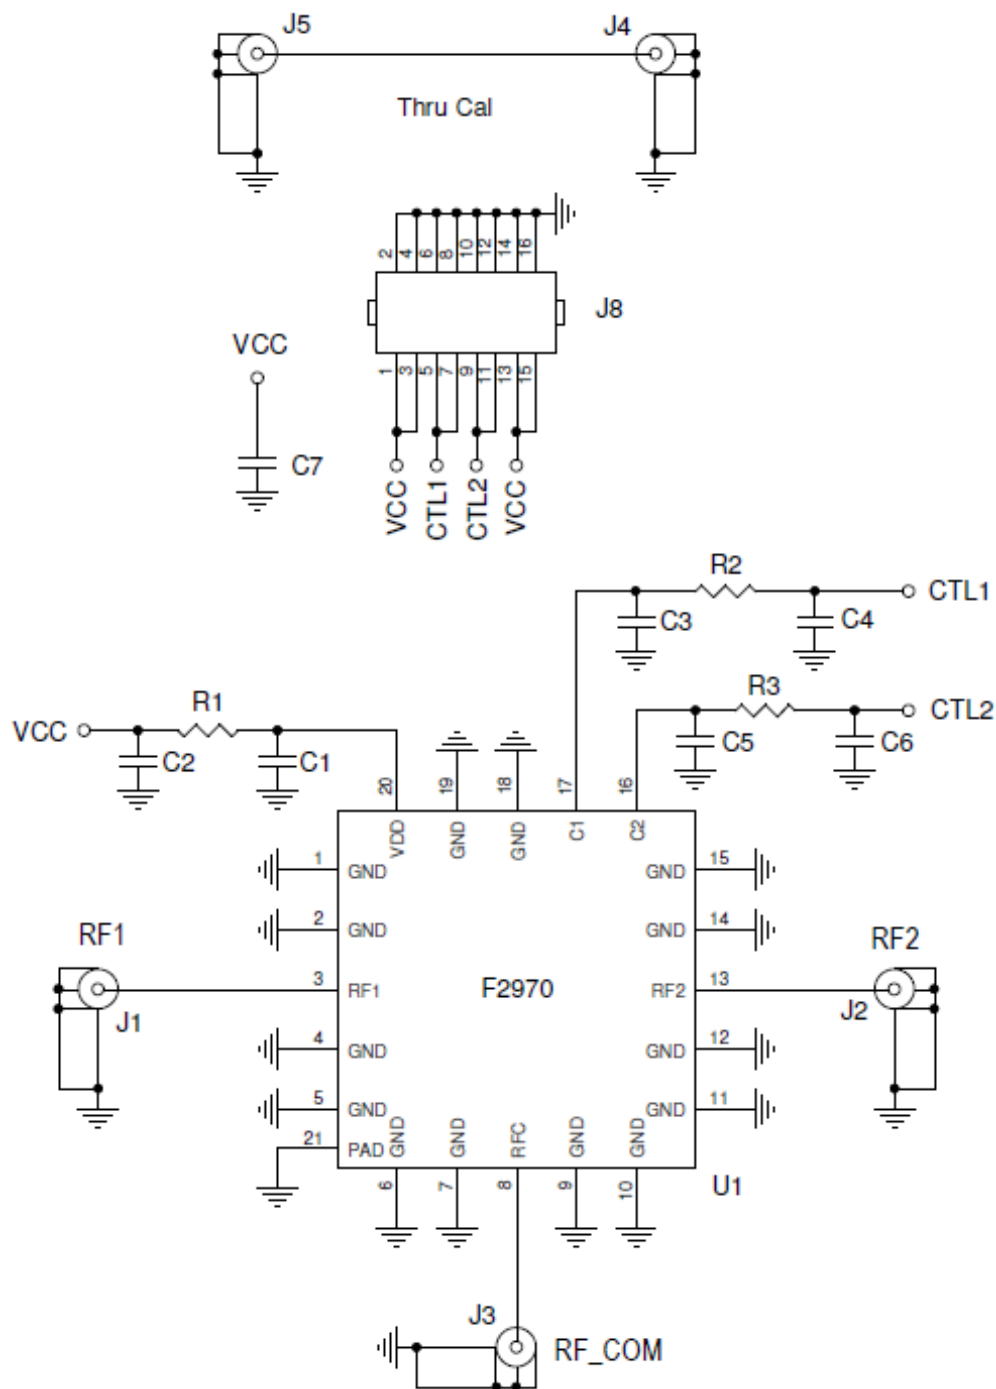 J5
J4
Thru Cal
2 4 6 8 10 12 14 16
J8
1 3 5 7 9 11 13 15
VCC
C7
VCC CTL1 CTL2 VCC
R2
CTL1
C3
C4
R1
R3
VCC
CTL2
C2
C1
C5
C6
20 19 18 17 16
VDD GND GND C1 C2
1 GND
GND 15
2 GND
GND 14
RF1
RF2
3 RF1
F2970
RF2 13
J1
J2
4 GND
GND 12
5 GND
GND 11
21 PAD
GND GND RFC GND GND
6 7 8 9 10
U1
J3
RF_COM